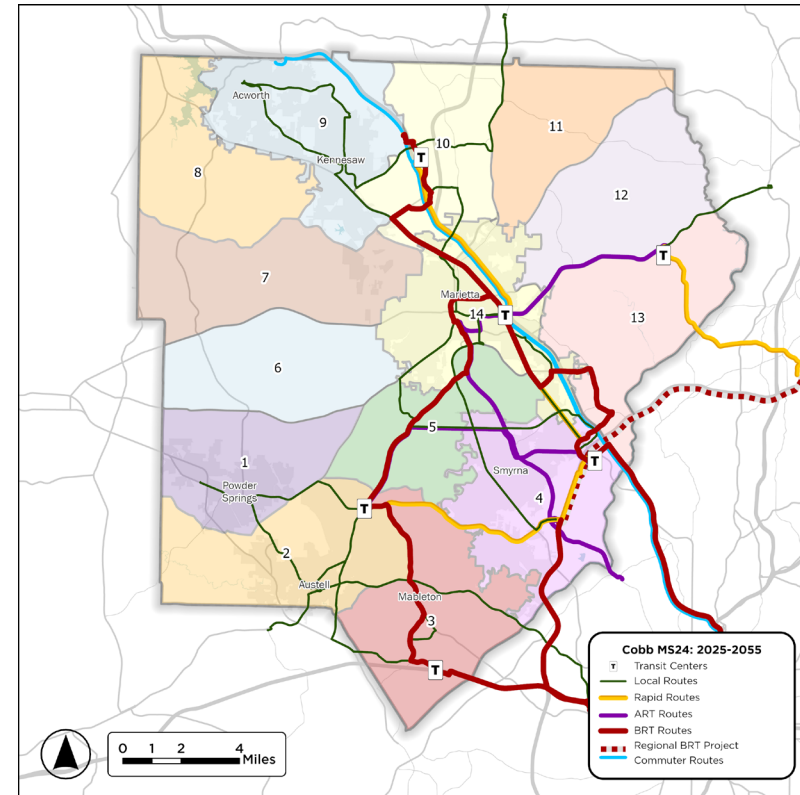 Acworth
9
10
T
11
Kennesaw
8
12
T
7
Marietta
14
T
13
6
5
1
Smyrna
T
Powder
Springs
4
T
2
Austell
Mableton
3
T
Cobb MS24: 2025-2055
T Transit Centers
Local Routes
Rapid Routes
ART Routes
BRT Routes
Regional BRT Project
Commuter Routes
0 1 2 4
Miles